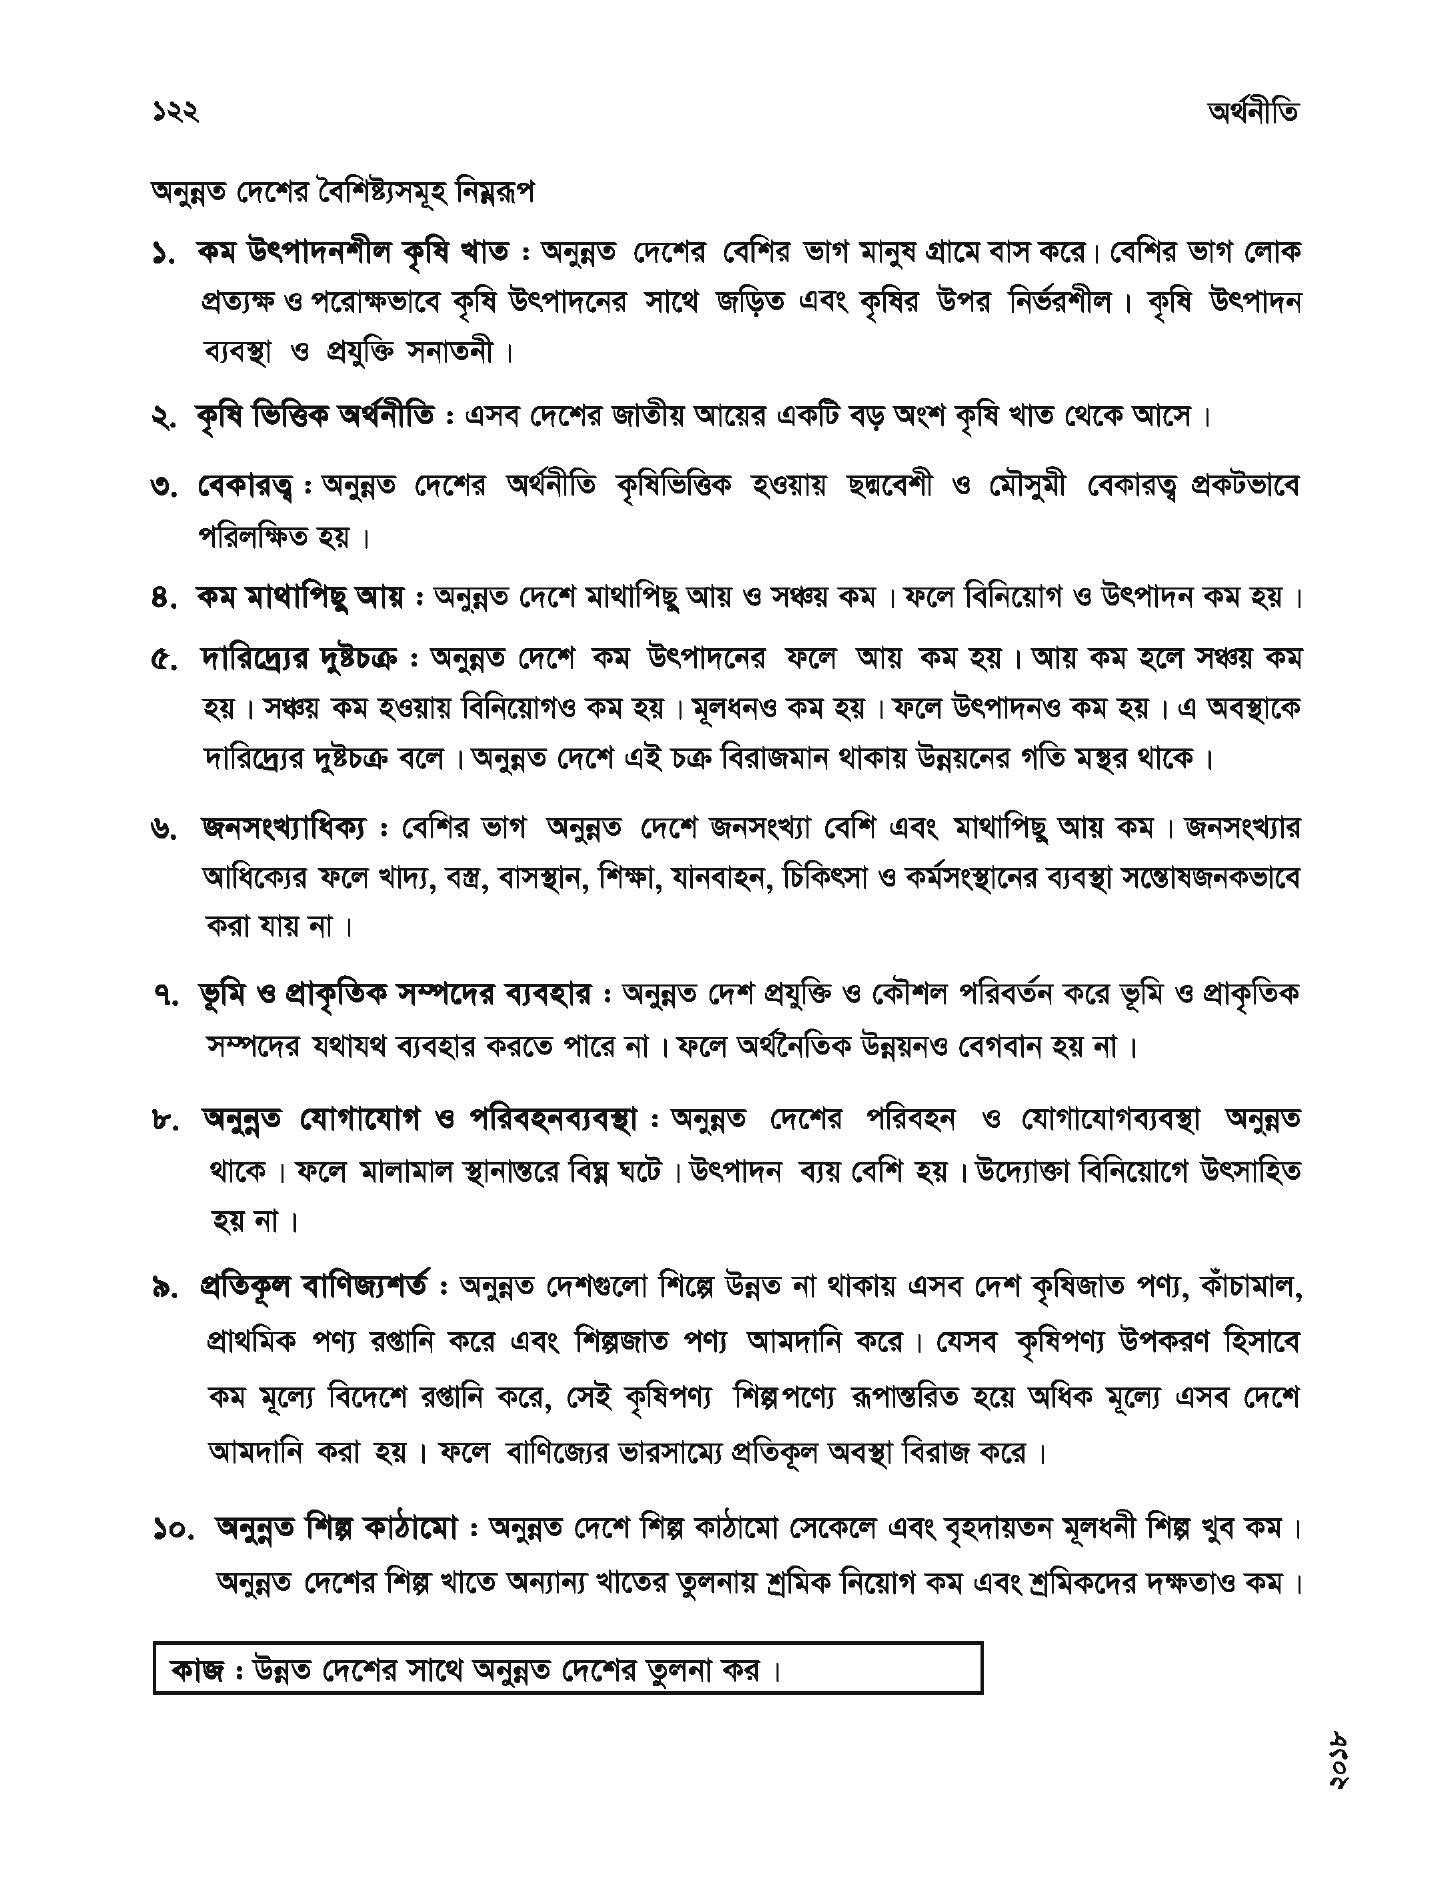 ১২২
অর্থনীতি
অনুন্নত দেশের বৈশিষ্ট্যসমূহ নিম্নরূপ
১. কম উৎপাদনশীল কৃষি খাত : অনুন্নত দেশের বেশির ভাগ মানুষ গ্রামে বাস করে। বেশির ভাগ লোক
প্রত্যক্ষ ও পরোক্ষভাবে কৃষি উৎপাদনের সাথে জড়িত এবং কৃষির উপর নির্ভরশীল। কৃষি উৎপাদন
ব্যবস্থা ও প্রযুক্তি সনাতনী।
২. কৃষি ভিত্তিক অর্থনীতি : এসব দেশের জাতীয় আয়ের একটি বড় অংশ কৃষি খাত থেকে আসে।
৩. বেকারত্ব : অনুন্নত দেশের অর্থনীতি কৃষিভিত্তিক হওয়ায় ছদ্মবেশী ও মৌসুমী বেকারত্ব প্রকটভাবে
পরিলক্ষিত হয়।
৪. কম মাথাপিছু আয় : অনুন্নত দেশে মাথাপিছু আয় ও সঞ্চয় কম। ফলে বিনিয়োগ ও উৎপাদন কম হয়।
৫. দারিদ্র্যের দুষ্টচক্র : অনুন্নত দেশে কম উৎপাদনের ফলে আয় কম হয়। আয় কম হলে সঞ্চয় কম
হয়। সঞ্চয় কম হওয়ায় বিনিয়োগও কম হয়। মূলধনও কম হয়। ফলে উৎপাদনও কম হয়। এ অবস্থাকে
দারিদ্র্যের দুষ্টচক্র বলে। অনুন্নত দেশে এই চক্র বিরাজমান থাকায় উন্নয়নের গতি মন্থর থাকে।
৬. জনসংখ্যাধিক্য : বেশির ভাগ অনুন্নত দেশে জনসংখ্যা বেশি এবং মাথাপিছু আয় কম। জনসংখ্যার
আধিক্যের ফলে খাদ্য, বস্ত্র, বাসস্থান, শিক্ষা, যানবাহন, চিকিৎসা ও কর্মসংস্থানের ব্যবস্থা সন্তোষজনকভাবে
করা যায় না।
৭. ভূমি ও প্রাকৃতিক সম্পদের ব্যবহার : অনুন্নত দেশ প্রযুক্তি ও কৌশল পরিবর্তন করে ভূমি ও প্রাকৃতিক
সম্পদের যথাযথ ব্যবহার করতে পারে না। ফলে অর্থনৈতিক উন্নয়নও বেগবান হয় না।
৮. অনুন্নত যোগাযোগ ও পরিবহনব্যবস্থা : অনুন্নত দেশের পরিবহন ও যোগাযোগব্যবস্থা অনুন্নত
থাকে। ফলে মালামাল স্থানান্তরে বিঘ্ন ঘটে। উৎপাদন ব্যয় বেশি হয়। উদ্যোক্তা বিনিয়োগে উৎসাহিত
হয় না।
৯. প্রতিকূল বাণিজ্যশর্ত : অনুন্নত দেশগুলো শিল্পে উন্নত না থাকায় এসব দেশ কৃষিজাত পণ্য, কাঁচামাল,
প্রাথমিক পণ্য রপ্তানি করে এবং শিল্পজাত পণ্য আমদানি করে। যেসব কৃষিপণ্য উপকরণ হিসাবে
কম মূল্যে বিদেশে রপ্তানি করে, সেই কৃষিপণ্য শিল্পপণ্যে রূপান্তরিত হয়ে অধিক মূল্যে এসব দেশে
আমদানি করা হয়। ফলে বাণিজ্যের ভারসাম্যে প্রতিকূল অবস্থা বিরাজ করে।
১০. অনুন্নত শিল্প কাঠামো : অনুন্নত দেশে শিল্প কাঠামো সেকেলে এবং বৃহদায়তন মূলধনী শিল্প খুব কম।
অনুন্নত দেশের শিল্প খাতে অন্যান্য খাতের তুলনায় শ্রমিক নিয়োগ কম এবং শ্রমিকদের দক্ষতাও কম।
কাজ : উন্নত দেশের সাথে অনুন্নত দেশের তুলনা কর।
২০১৮